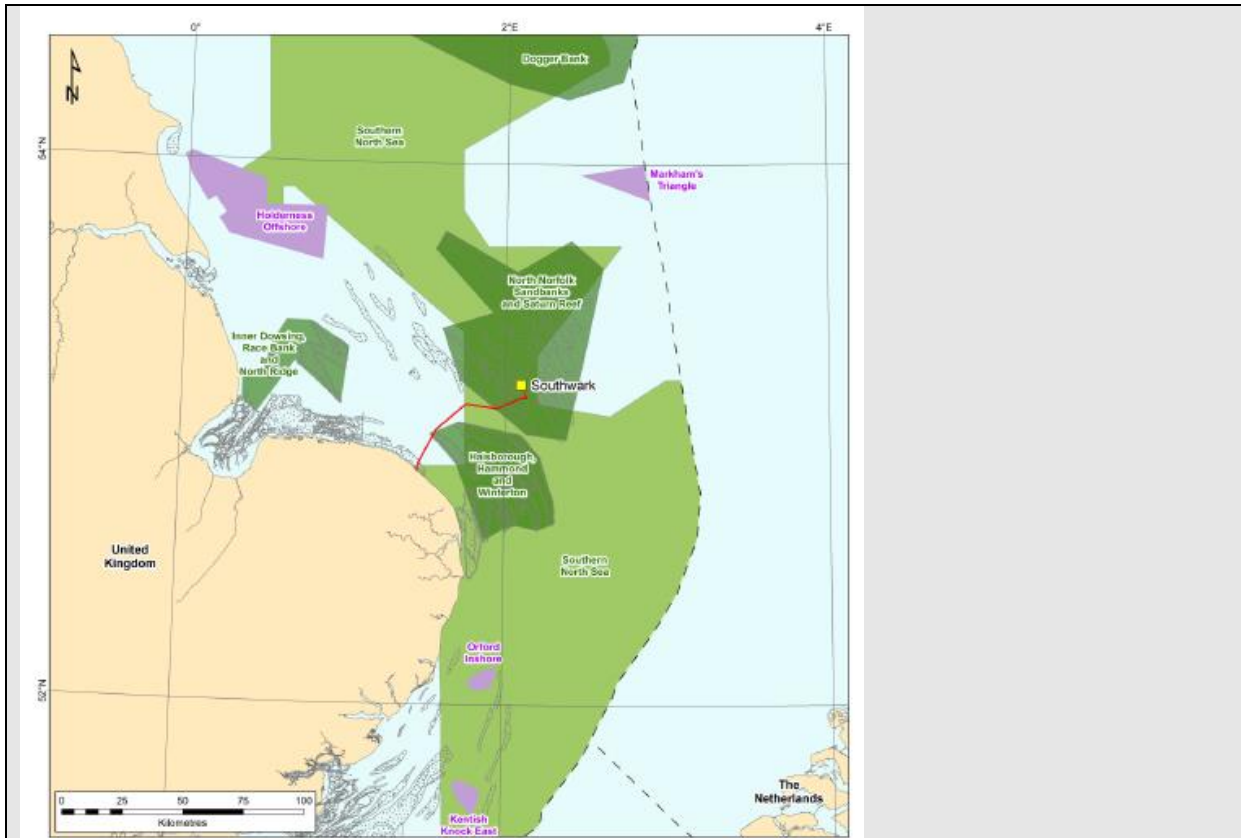 0°
2°E
4°E
N
Dogger Bank
Southern
North Sea
54°N
Markham's
Triangle
Holderness
Offshore
North Norfolk
Sandbanks
and Saturn Reef
Inner Dowsing,
Race Bank
and
North Ridge
Southwark
Haisborough,
Hammond
and
Winterton
United
Kingdom
Southern
North Sea
Orford
Inshore
52°N
The
Netherlands
0 25 50 75 100
Kilometres
Kentish
Knock East